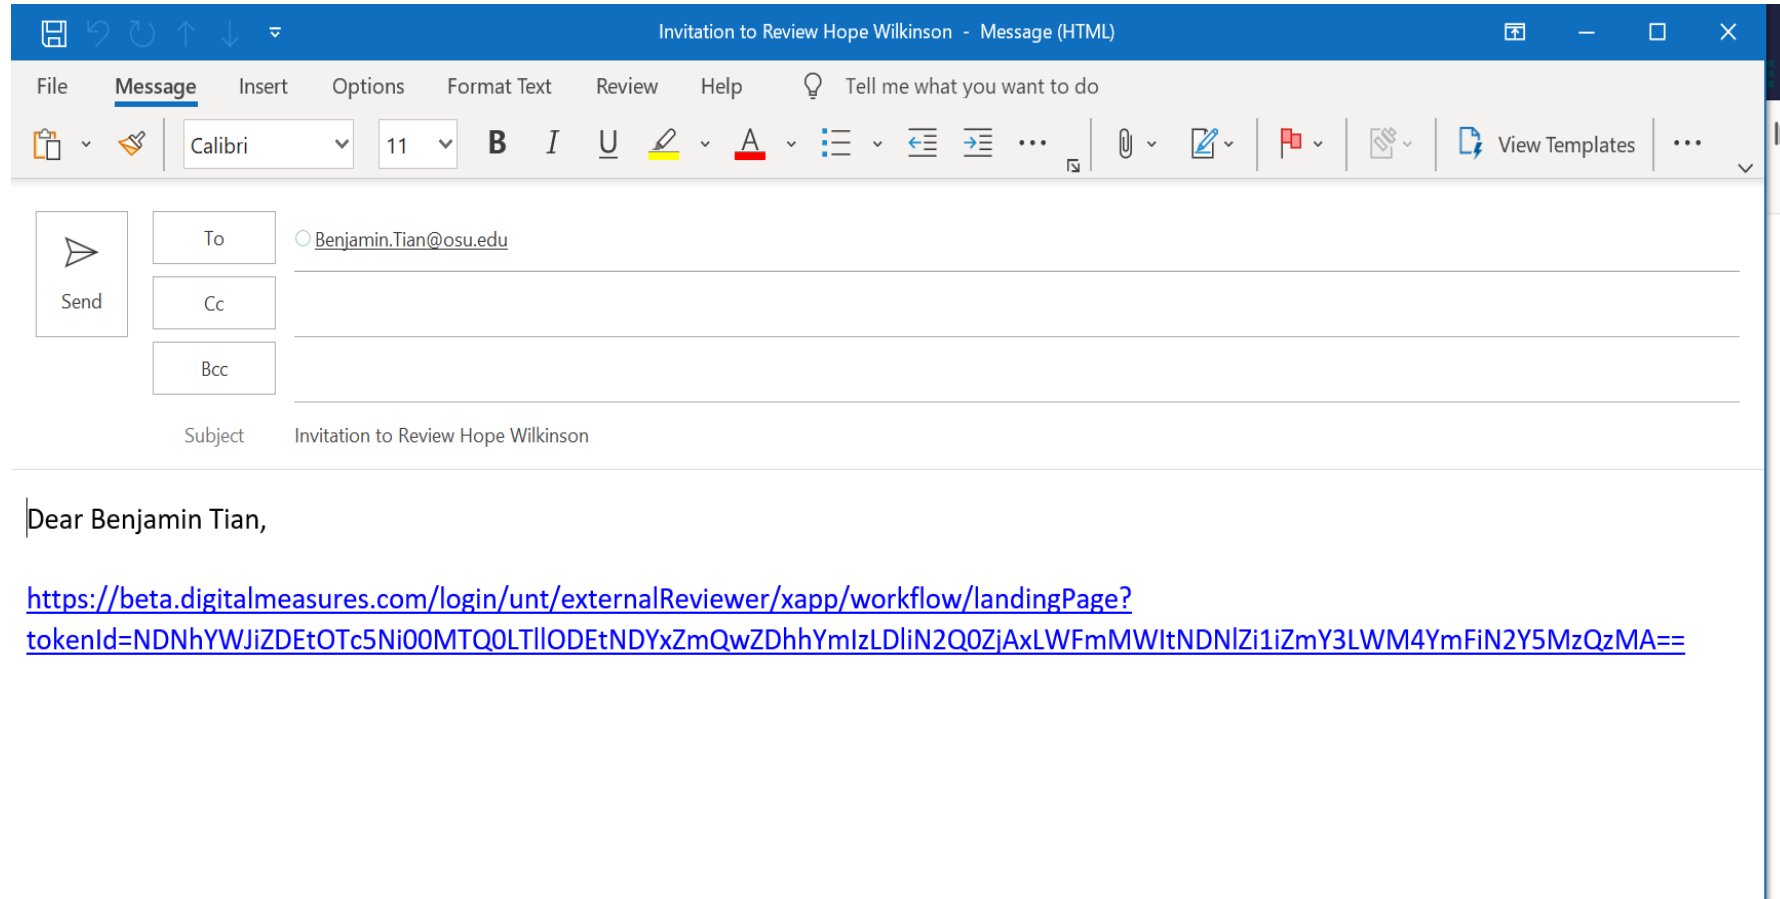 Invitation to Review Hope Wilkinson - Message (HTML)
File Message Insert Options Format Text Review Help Tell me what you want to do
Calibri 11 B I U A View Templates
To Benjamin.Tian@osu.edu
Send Cc
Bcc
Subject Invitation to Review Hope Wilkinson
Dear Benjamin Tian,
https://beta.digitalmeasures.com/login/unt/externalReviewer/xapp/workflow/landingPage?
tokenId=NDNhYWJiZDEtOTc5Ni00MTQ0LTllODEtNDYxZmQwZDhhYmIzLDliN2Q0ZjAxLWFmMWItNDNlZi1iZmY3LWM4YmFiN2Y5MzQzMA==